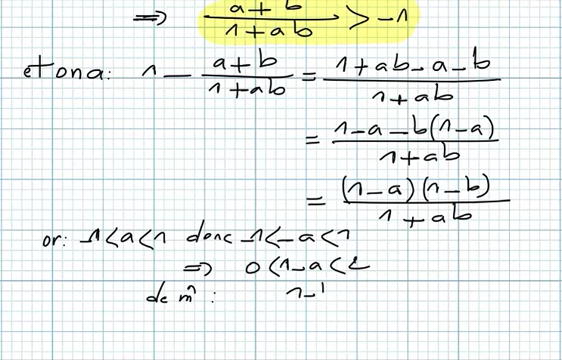 ⟹ (a+b)/(1+ab) > -1
et on a: 1 - (a+b)/(1+ab) = (1+ab-a-b)/(1+ab)
= (1-a-b(1-a))/(1+ab)
= ((1-a)(1-b))/(1+ab)
or: -1<a<1 donc -1<-a<1
⟹ 0<1-a<2
de m̂: 1-